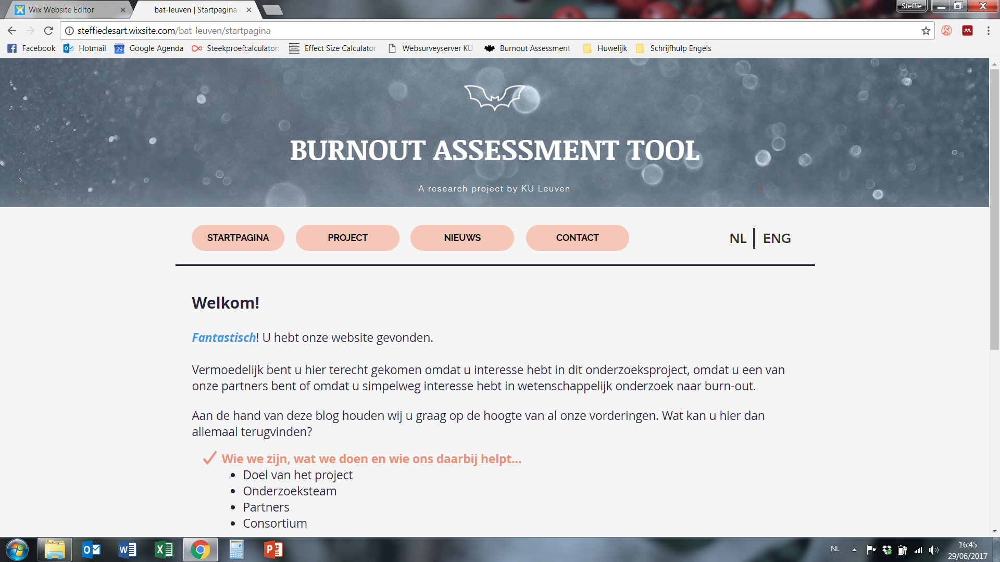 Wix Website Editor
bat-leuven | Startpagina
Steffie
steffiedesart.wixsite.com/bat-leuven/startpagina
Facebook
Hotmail
29
Google Agenda
Steekproefcalculator:
Effect Size Calculator
Websurveyserver KU
Burnout Assessment
Huwelijk
Schrijfhulp Engels
BURNOUT ASSESSMENT TOOL
A research project by KU Leuven
STARTPAGINA
PROJECT
NIEUWS
CONTACT
NL | ENG
Welkom!
Fantastisch! U hebt onze website gevonden.
Vermoedelijk bent u hier terecht gekomen omdat u interesse hebt in dit onderzoeksproject, omdat u een van
onze partners bent of omdat u simpelweg interesse hebt in wetenschappelijk onderzoek naar burn-out.
Aan de hand van deze blog houden wij u graag op de hoogte van al onze vorderingen. Wat kan u hier dan
allemaal terugvinden?
Wie we zijn, wat we doen en wie ons daarbij helpt...
• Doel van het project
• Onderzoeksteam
• Partners
• Consortium
NL
16:45
29/06/2017